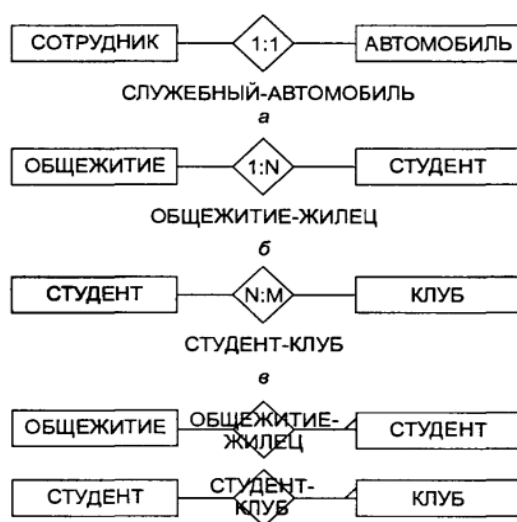 СОТРУДНИК 1:1 АВТОМОБИЛЬ
СЛУЖЕБНЫЙ-АВТОМОБИЛЬ
а
ОБЩЕЖИТИЕ 1:N СТУДЕНТ
ОБЩЕЖИТИЕ-ЖИЛЕЦ
б
СТУДЕНТ N:M КЛУБ
СТУДЕНТ-КЛУБ
в
ОБЩЕЖИТИЕ ОБЩЕЖИТИЕ-ЖИЛЕЦ СТУДЕНТ
СТУДЕНТ СТУДЕНТ-КЛУБ КЛУБ